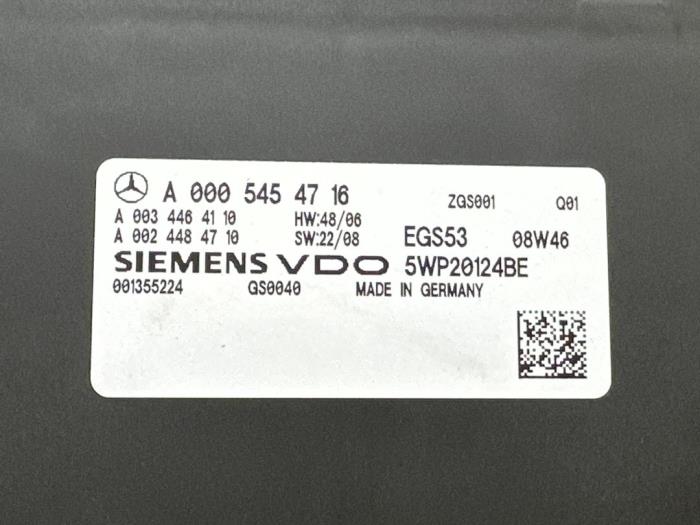 A 000 545 47 16 ZGS001 Q01
A 003 446 41 10 HW:48/06
A 002 448 47 10 SW:22/08 EGS53 08W46
SIEMENS VDO 5WP20124BE
001355224 GS0040 MADE IN GERMANY